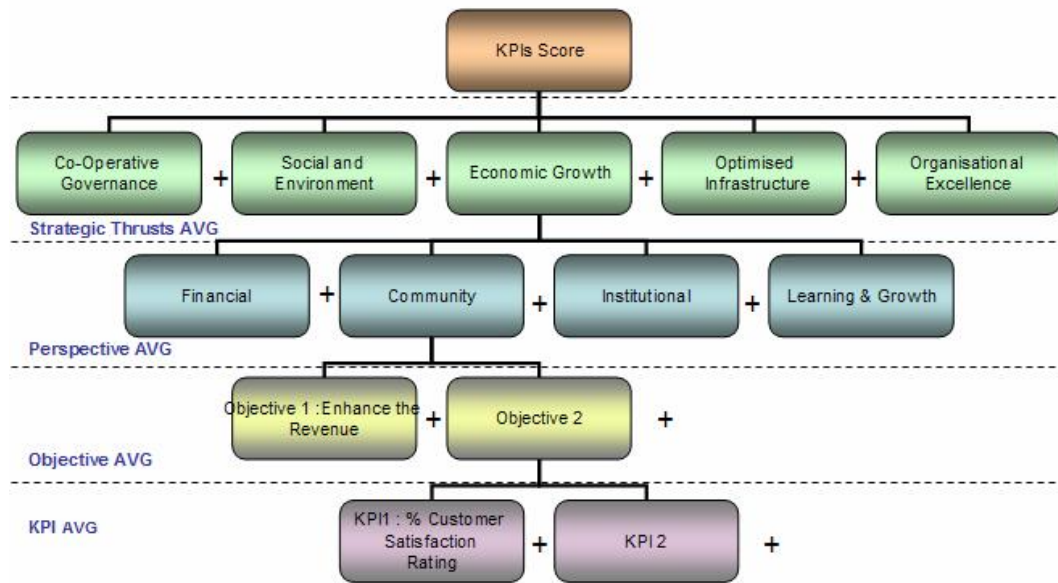 KPIs Score
Co-Operative
Governance
+
Social and
Environment
+
Economic Growth
+
Optimised
Infrastructure
+
Organisational
Excellence
Strategic Thrusts AVG
Financial
+
Community
+
Institutional
+
Learning & Growth
Perspective AVG
Objective 1 :Enhance the
Revenue
+
Objective 2
+
Objective AVG
KPI AVG
KPI1 : % Customer
Satisfaction
Rating
+
KPI 2
+